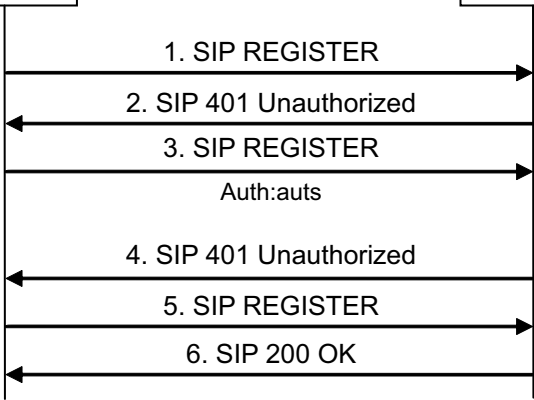 1. SIP REGISTER
2. SIP 401 Unauthorized
3. SIP REGISTER
Auth:auts
4. SIP 401 Unauthorized
5. SIP REGISTER
6. SIP 200 OK